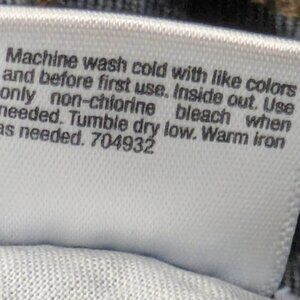 Machine wash cold with like colors
and before first use. Inside out. Use
only non-chlorine bleach when
needed. Tumble dry low. Warm iron
as needed. 704932